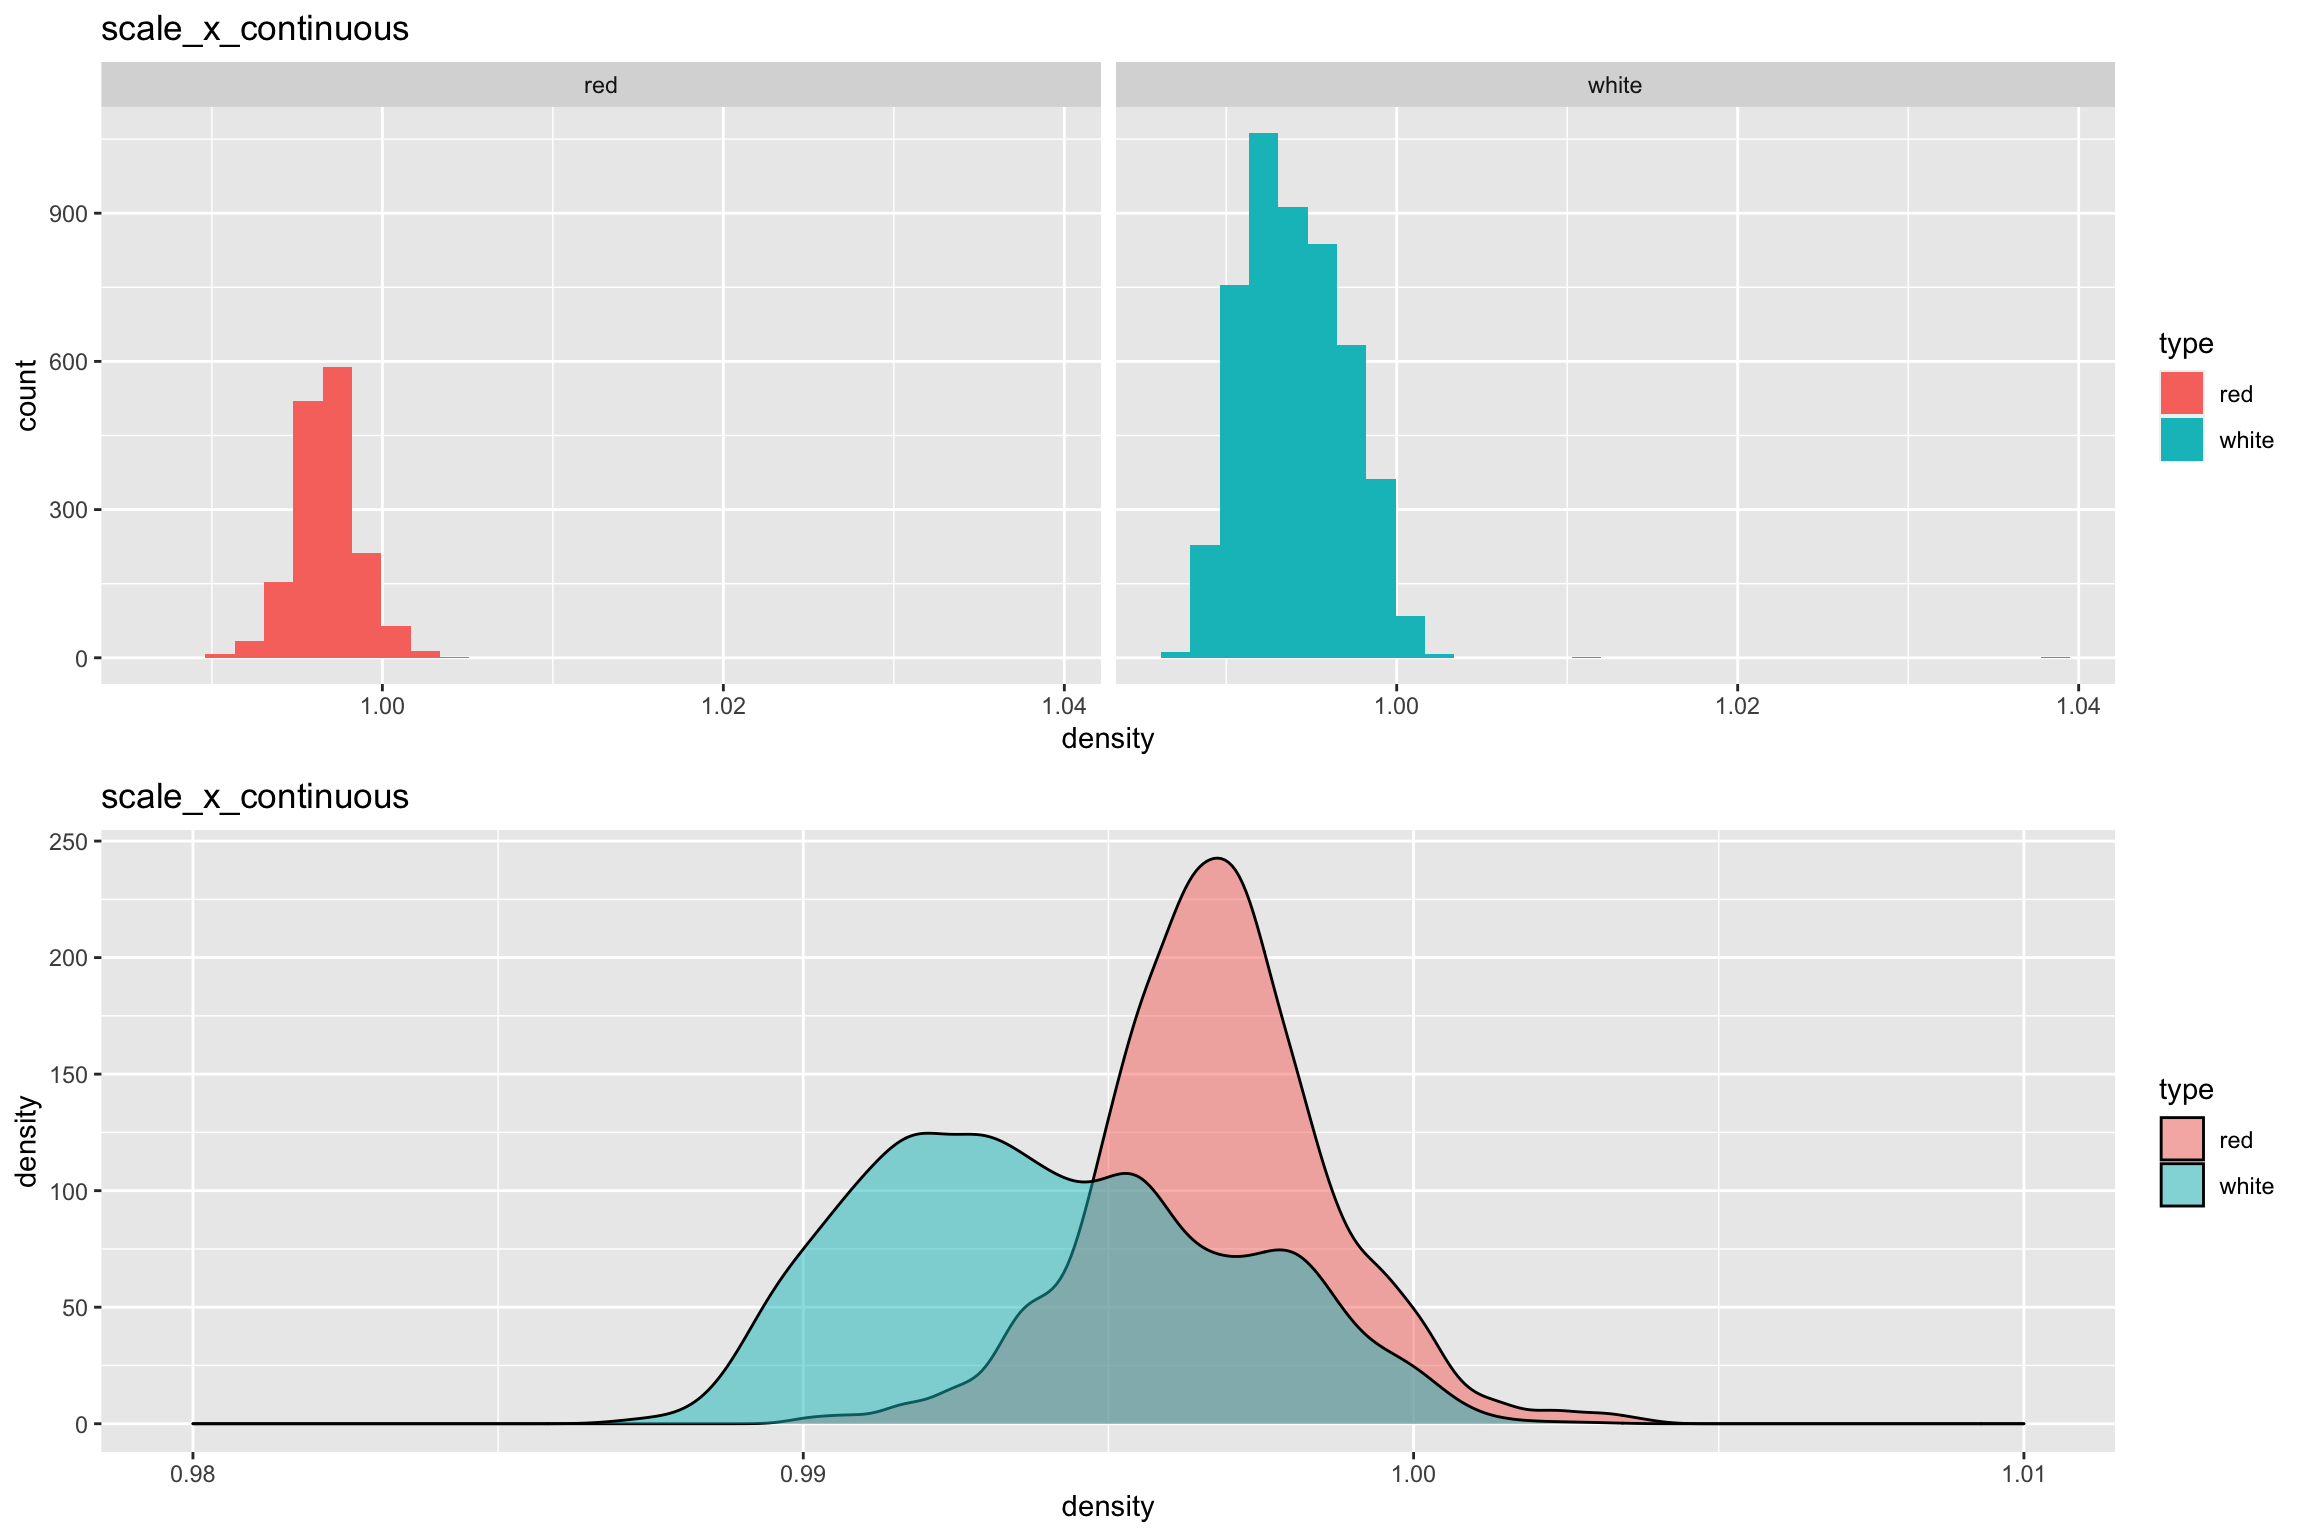 scale_x_continuous
red
white
900
600
300
0
count
1.00
1.02
1.04
1.00
1.02
1.04
density
type
red
white
scale_x_continuous
250
200
150
100
50
0
density
0.98
0.99
1.00
1.01
density
type
red
white